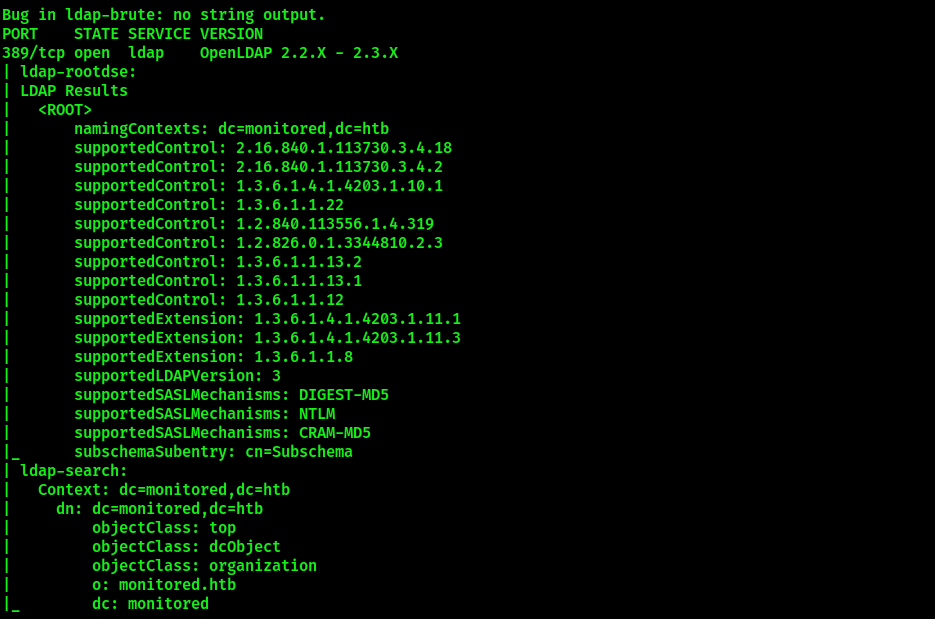 Bug in ldap-brute: no string output.
PORT    STATE SERVICE VERSION
389/tcp open  ldap    OpenLDAP 2.2.X - 2.3.X
| ldap-rootdse:
| LDAP Results
|   <ROOT>
|       namingContexts: dc=monitored,dc=htb
|       supportedControl: 2.16.840.1.113730.3.4.18
|       supportedControl: 2.16.840.1.113730.3.4.2
|       supportedControl: 1.3.6.1.4.1.4203.1.10.1
|       supportedControl: 1.3.6.1.1.22
|       supportedControl: 1.2.840.113556.1.4.319
|       supportedControl: 1.2.826.0.1.3344810.2.3
|       supportedControl: 1.3.6.1.1.13.2
|       supportedControl: 1.3.6.1.1.13.1
|       supportedControl: 1.3.6.1.1.12
|       supportedExtension: 1.3.6.1.4.1.4203.1.11.1
|       supportedExtension: 1.3.6.1.4.1.4203.1.11.3
|       supportedExtension: 1.3.6.1.1.8
|       supportedLDAPVersion: 3
|       supportedSASLMechanisms: DIGEST-MD5
|       supportedSASLMechanisms: NTLM
|       supportedSASLMechanisms: CRAM-MD5
|_      subschemaSubentry: cn=Subschema
| ldap-search:
|   Context: dc=monitored,dc=htb
|     dn: dc=monitored,dc=htb
|         objectClass: top
|         objectClass: dcObject
|         objectClass: organization
|         o: monitored.htb
|_        dc: monitored